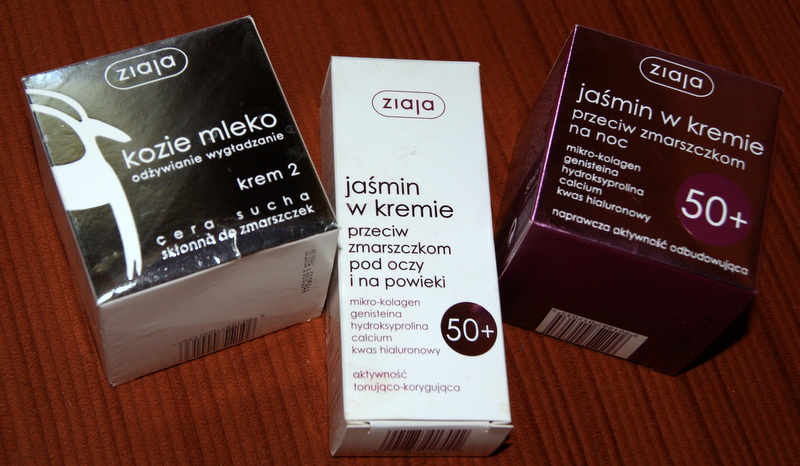 ziaja
kozie mleko
odżywianie wygładzanie
krem 2
cera sucha
skłonna do zmarszczek
ziaja
jaśmin
w kremie
przeciw
zmarszczkom
pod oczy
i na powieki
mikro-kolagen
genisteina
hydroksyprolina
calcium
kwas hialuronowy
50+
aktywność
tonująco-korygująca
ziaja
jaśmin w kremie
przeciw zmarszczkom
na noc
mikro-kolagen
genisteina
hydroksyprolina
calcium
kwas hialuronowy
50+
naprawcza aktywność odbudowująca